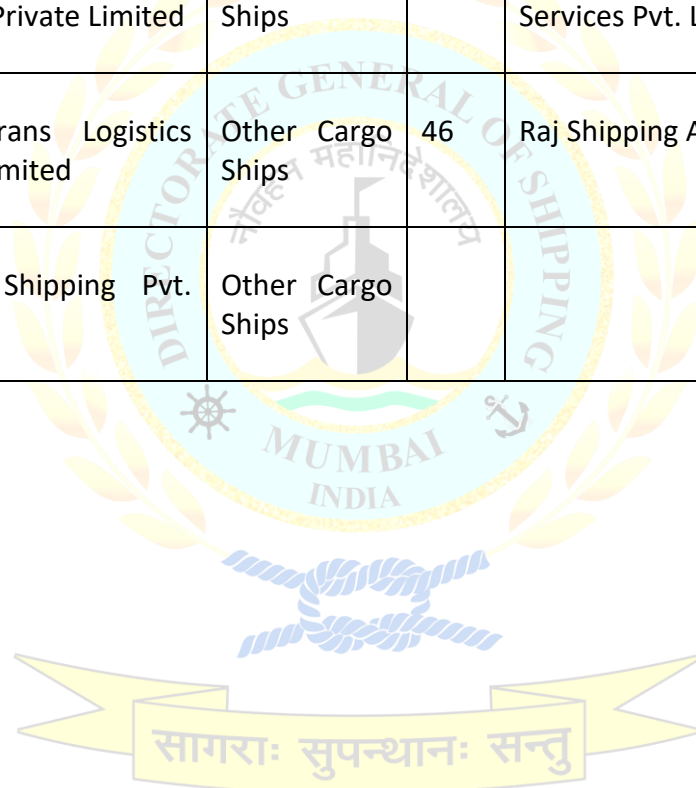 Private Limited Ships Services Pvt. L
rans Logistics Other Cargo 46 Raj Shipping A
mited Ships
Shipping Pvt. Other Cargo
Ships
DIRECTORATE GENERAL OF SHIPPING
नौवहन महानिदेशालय
MUMBAI
INDIA
सागराः सुपन्थानः सन्तु